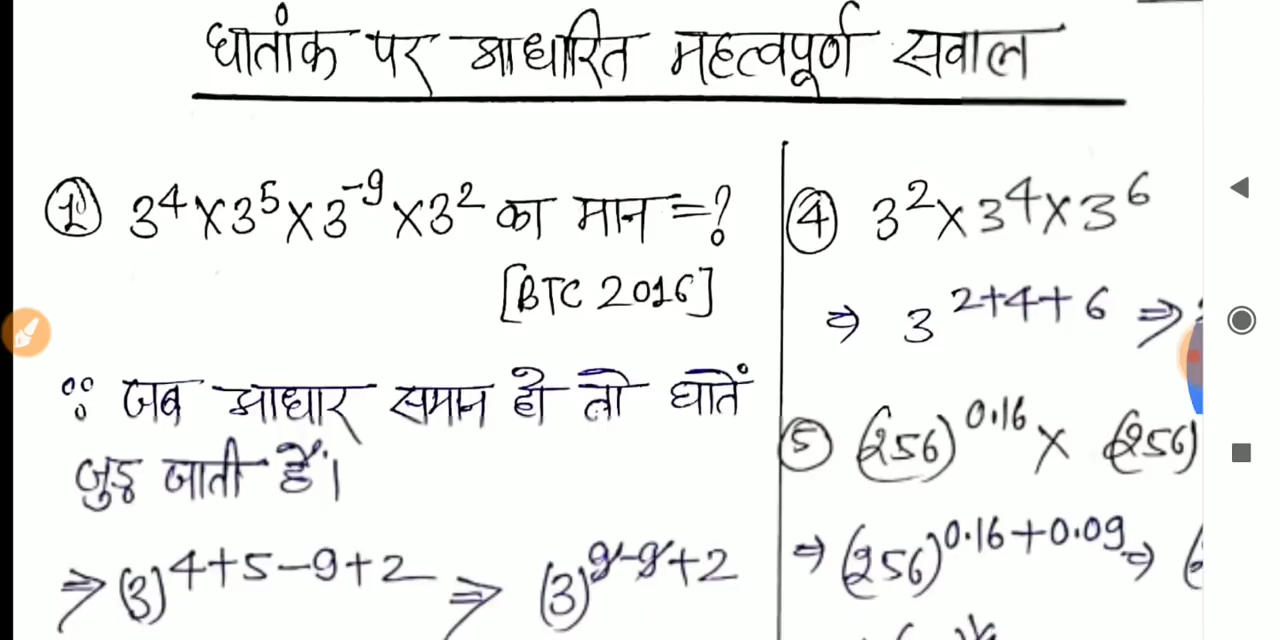 घातांक पर आधारित महत्वपूर्ण सवाल
① 3⁴×3⁵×3⁻⁹×3² का मान =?
[BTC 2016]
∵ जब आधार समान हो तो घातें
जुड़ जाती हैं।
⇒ (3)^4+5-9+2 ⇒ (3)^9-9+2
④ 3²×3⁴×3⁶
⇒ 3^2+4+6 ⇒
⑤ (256)^0.16 × (256)
⇒ (256)^0.16+0.09 ⇒ (